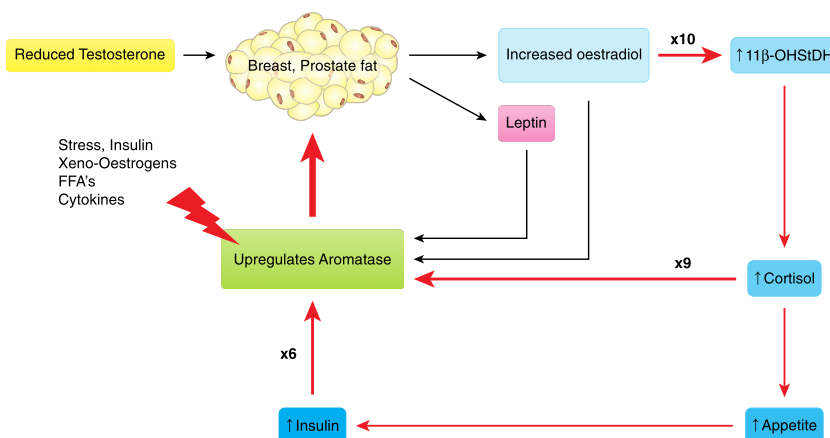 Reduced Testosterone
Breast, Prostate fat
Increased oestradiol
x10
↑11β-OHStDH
Leptin
Stress, Insulin
Xeno-Oestrogens
FFA's
Cytokines
Upregulates Aromatase
x9
↑Cortisol
x6
↑Insulin
↑Appetite